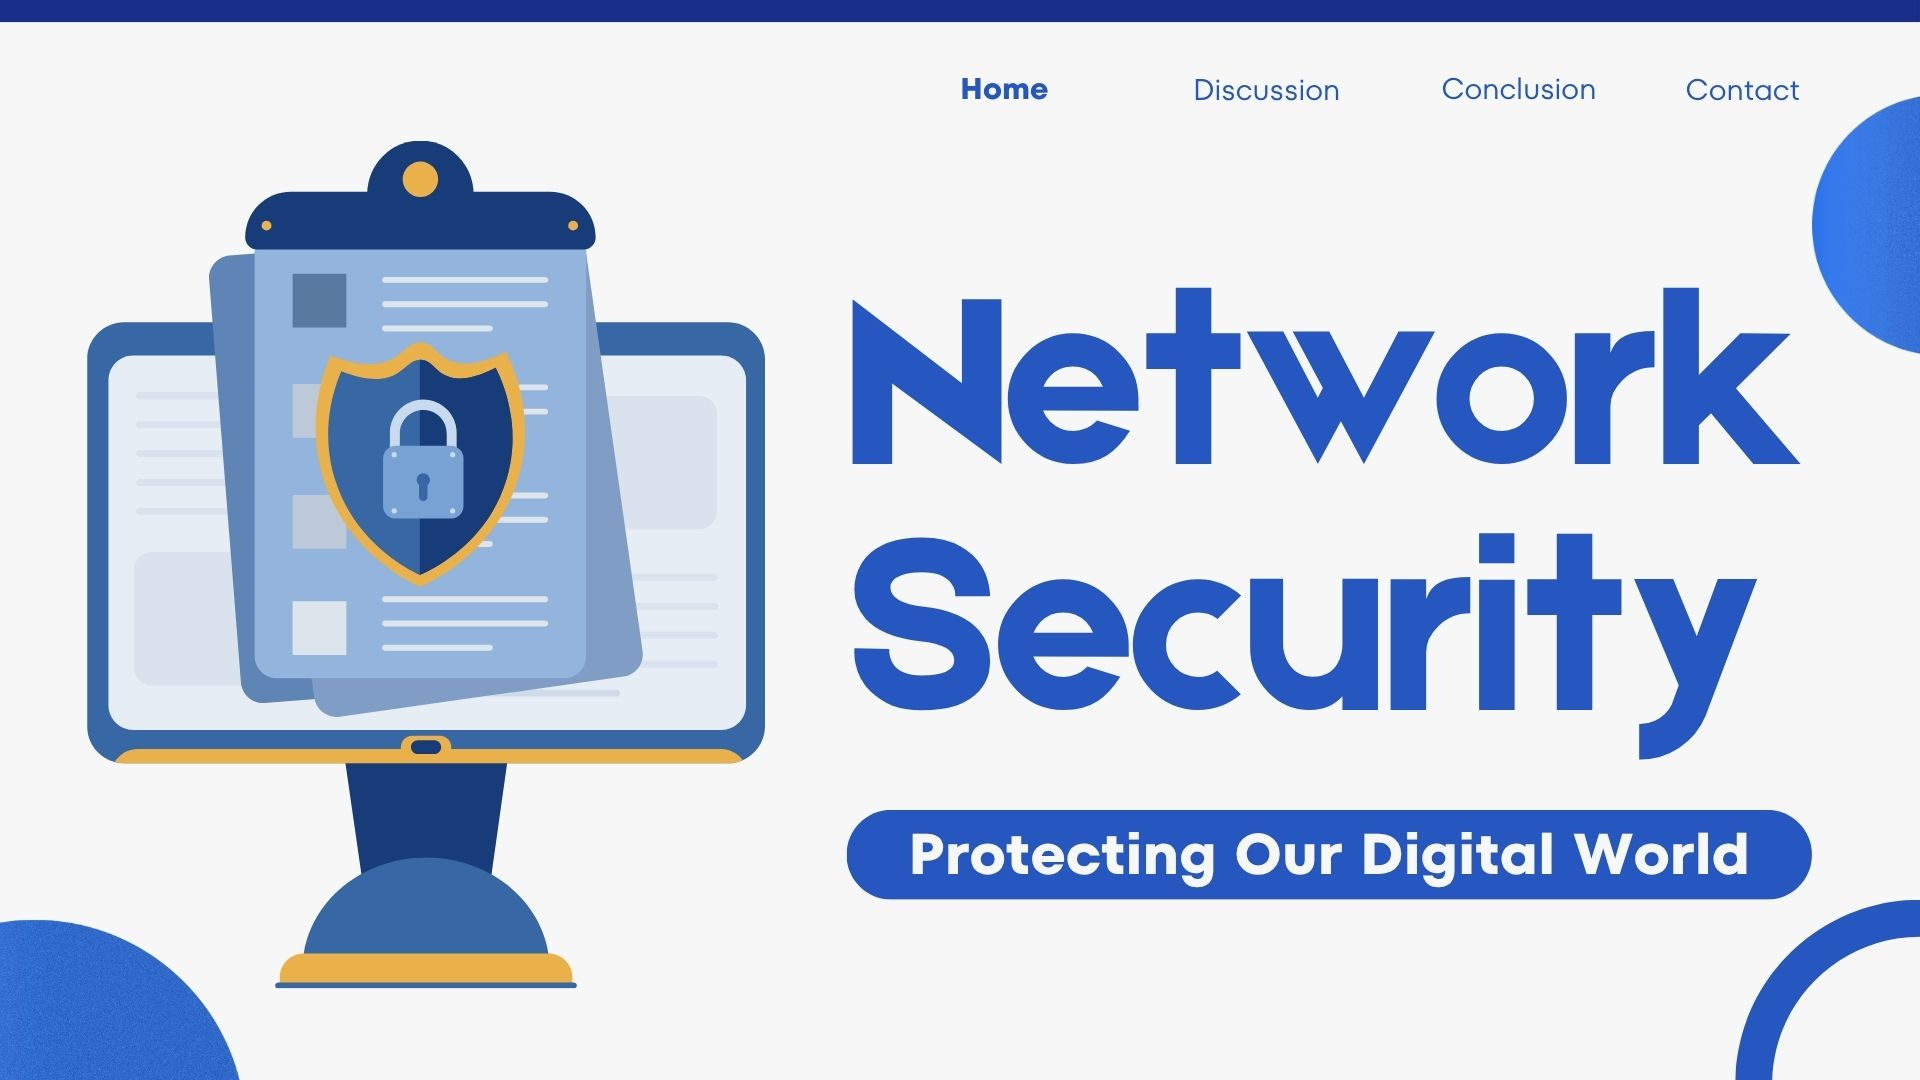 Home Discussion Conclusion Contact
Network
Security
Protecting Our Digital World